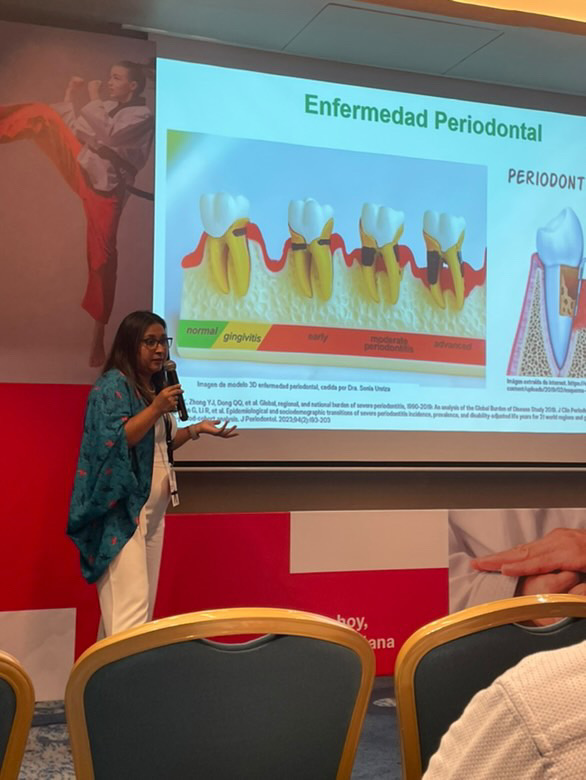 Enfermedad Periodontal
PERIODONT
normal gingivitis early moderate periodontitis advanced
Imagen de modelo 3D enfermedad periodontal, cedida por Dra. Sonia
Imagen extraída de internet,
Zhong YJ, Dong QQ, et al. Global, regional, and national burden of severe periodontitis, 1990-2019: An analysis of the Global Burden of Disease Study 2019. J Clin
G, Li R, et al. Epidemiological and sociodemographic transitions of severe periodontitis incidence, prevalence, and disability-adjusted life years for 21 world regions and
analysis. J Periodontol. 2023;94(2):193-203
hoy,
ana